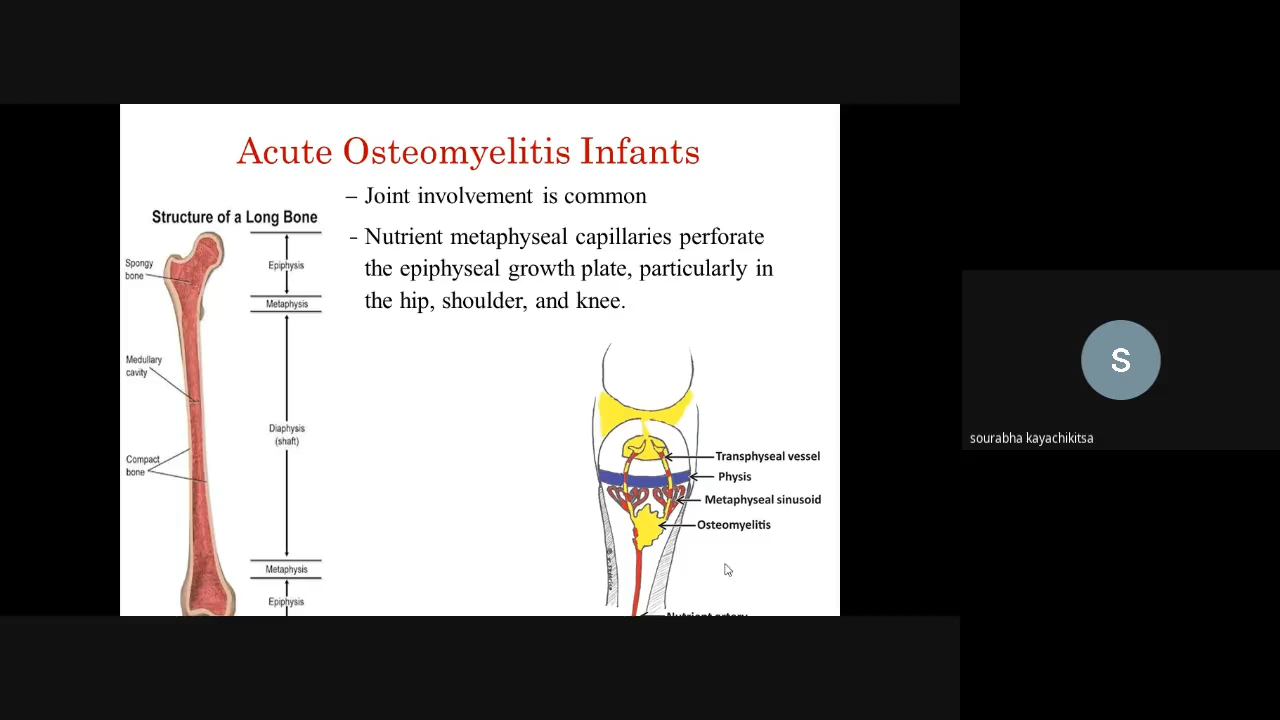 Acute Osteomyelitis Infants
– Joint involvement is common
- Nutrient metaphyseal capillaries perforate
the epiphyseal growth plate, particularly in
the hip, shoulder, and knee.
Structure of a Long Bone
Spongy
bone
Epiphysis
Metaphysis
Medullary
cavity
Diaphysis
(shaft)
Compact
bone
Metaphysis
Epiphysis
Transphyseal vessel
Physis
Metaphyseal sinusoid
Osteomyelitis
Nutrient artery
S
sourabha kayachikitsa